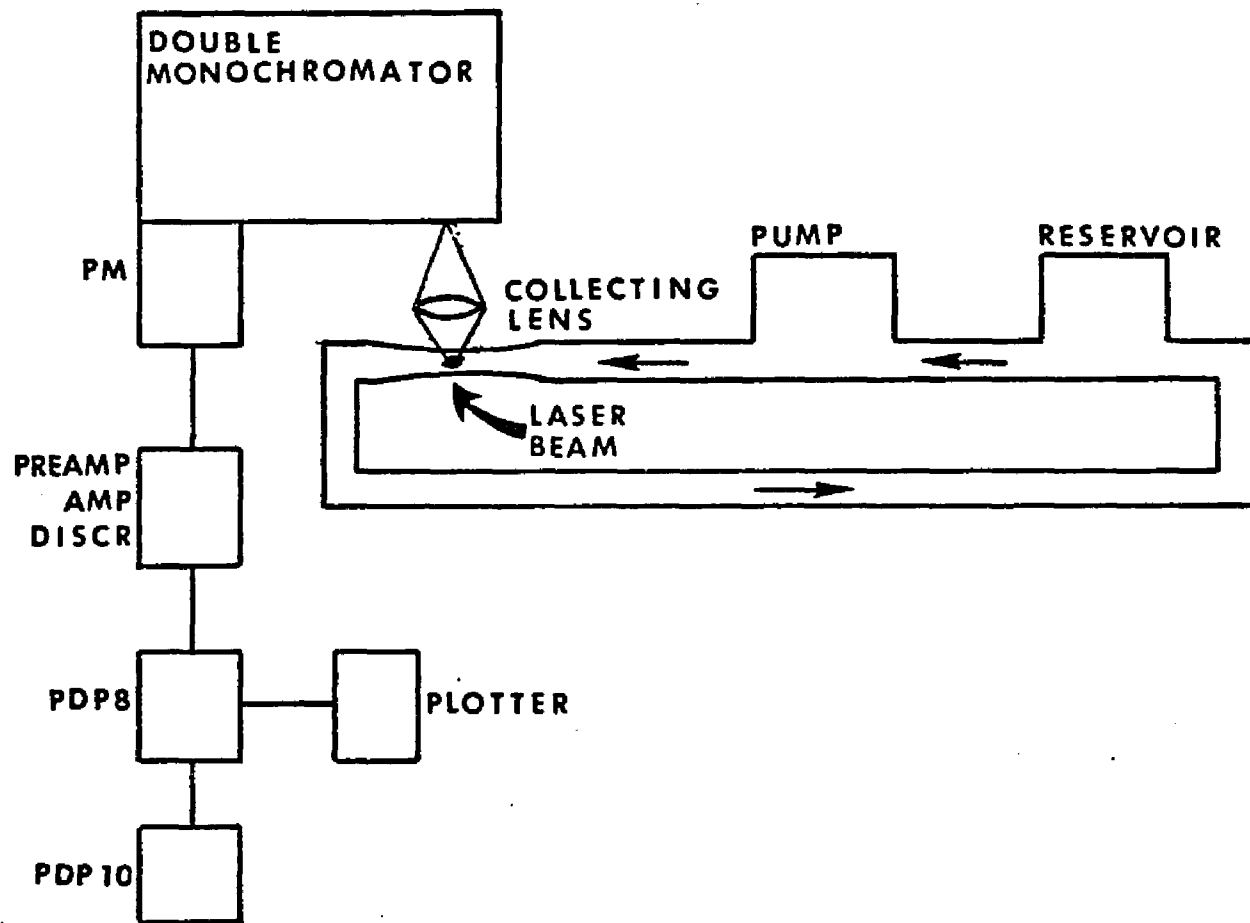 DOUBLE
MONOCHROMATOR
PM
COLLECTING
LENS
PUMP
RESERVOIR
LASER
BEAM
PREAMP
AMP
DISCR
PDP8
PLOTTER
PDP10